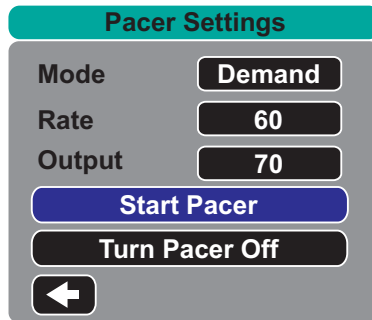 Pacer Settings
Mode Demand
Rate 60
Output 70
Start Pacer
Turn Pacer Off